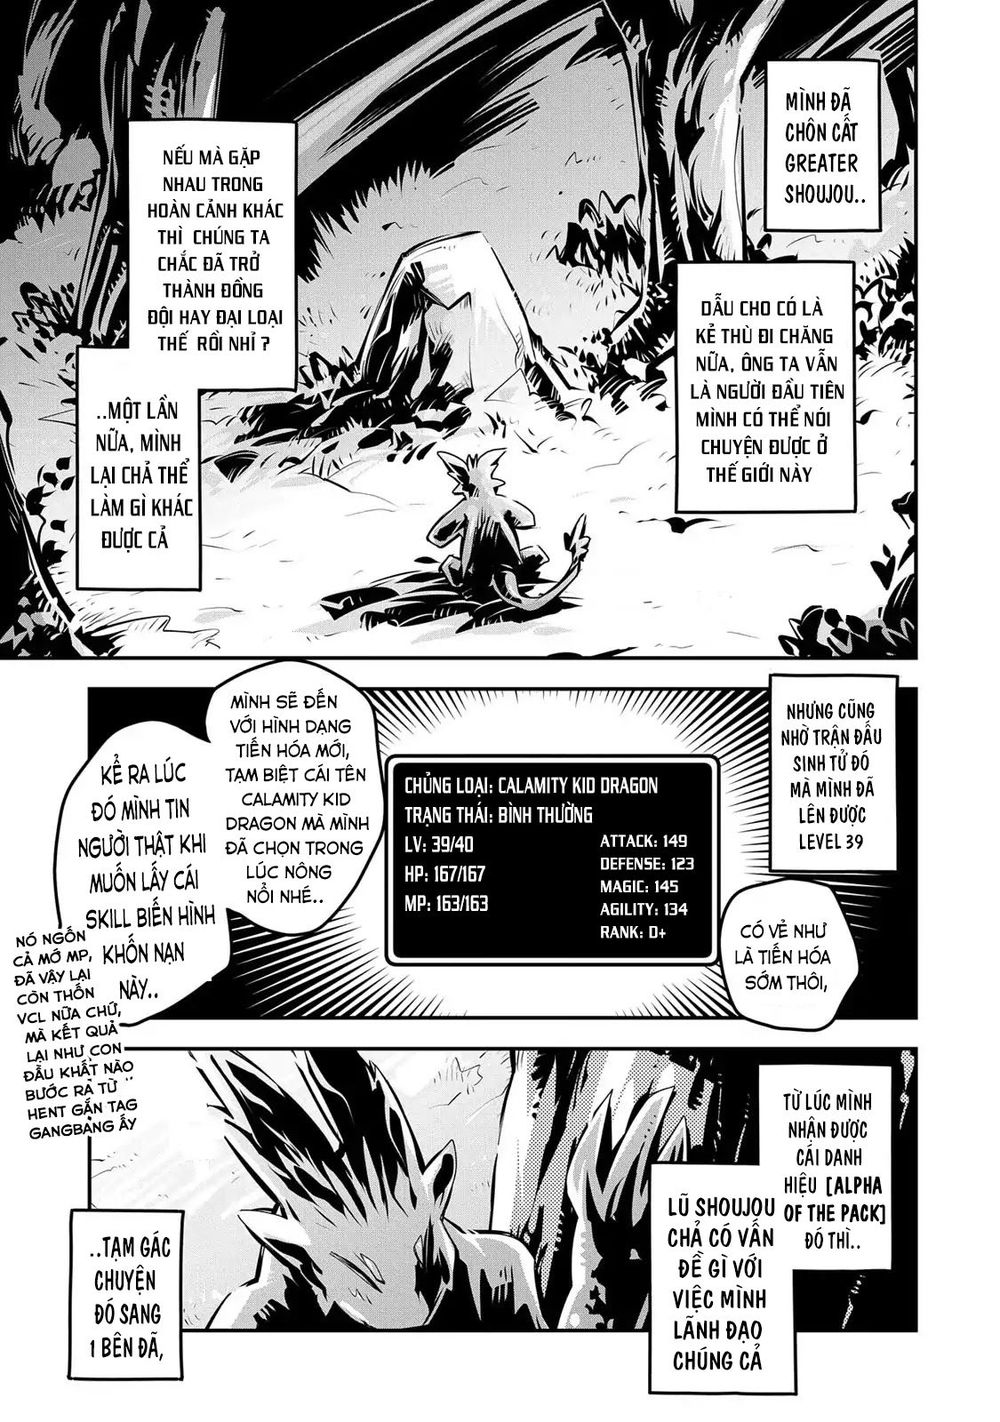 MÌNH ĐÃ
CHÔN CẤT
GREATER
SHOUJOU..
DẪU CHO CÓ LÀ
KẺ THÙ ĐI CHĂNG
NỮA, ÔNG TA VẪN
LÀ NGƯỜI ĐẦU TIÊN
MÌNH CÓ THỂ NÓI
CHUYỆN ĐƯỢC Ở
THẾ GIỚI NÀY
NẾU MÀ GẶP
NHAU TRONG
HOÀN CẢNH KHÁC
THÌ CHÚNG TA
CHẮC ĐÃ TRỞ
THÀNH ĐỒNG
ĐỘI HAY ĐẠI LOẠI
THẾ RỒI NHỈ ?
..MỘT LẦN
NỮA, MÌNH
LẠI CHẢ THỂ
LÀM GÌ KHÁC
ĐƯỢC CẢ
NHƯNG CŨNG
NHỜ TRẬN ĐẤU
SINH TỬ ĐÓ
MÀ MÌNH ĐÃ
LÊN ĐƯỢC
LEVEL 39
CÓ VẺ NHƯ
LÀ TIẾN HÓA
SỚM THÔI,
CHỦNG LOẠI: CALAMITY KID DRAGON
TRẠNG THÁI: BÌNH THƯỜNG
LV: 39/40
HP: 167/167
MP: 163/163
ATTACK: 149
DEFENSE: 123
MAGIC: 145
AGILITY: 134
RANK: D+
MÌNH SẼ ĐẾN
VỚI HÌNH DẠNG
TIẾN HÓA MỚI,
TẠM BIỆT CÁI TÊN
CALAMITY KID
DRAGON MÀ MÌNH
ĐÃ CHỌN TRONG
LÚC NÔNG
NỔI NHÉ..
KỂ RA LÚC
ĐÓ MÌNH TIN
NGƯỜI THẬT KHI
MUỐN LẤY CÁI
SKILL BIẾN HÌNH
KHỐN NẠN
NÀY..
NÓ NGỐN
CẢ MỚ MP,
ĐÃ VẬY LẠI
CÒN THỐN
VCL NỮA CHỨ,
MÀ KẾT QUẢ
LẠI NHƯ CON
ĐẦU KHẤT NÀO
BƯỚC RA TỪ
HENT GẮN TAG
GANGBANG ẤY
TỪ LÚC MÌNH
NHẬN ĐƯỢC
CÁI DANH
HIỆU [ALPHA
OF THE PACK]
ĐÓ THÌ..
LŨ SHOUJOU
CHẢ CÓ VẤN
ĐỀ GÌ VỚI
VIỆC MÌNH
LÃNH ĐẠO
CHÚNG CẢ
..TẠM GÁC
CHUYỆN
ĐÓ SANG
1 BÊN ĐÃ,